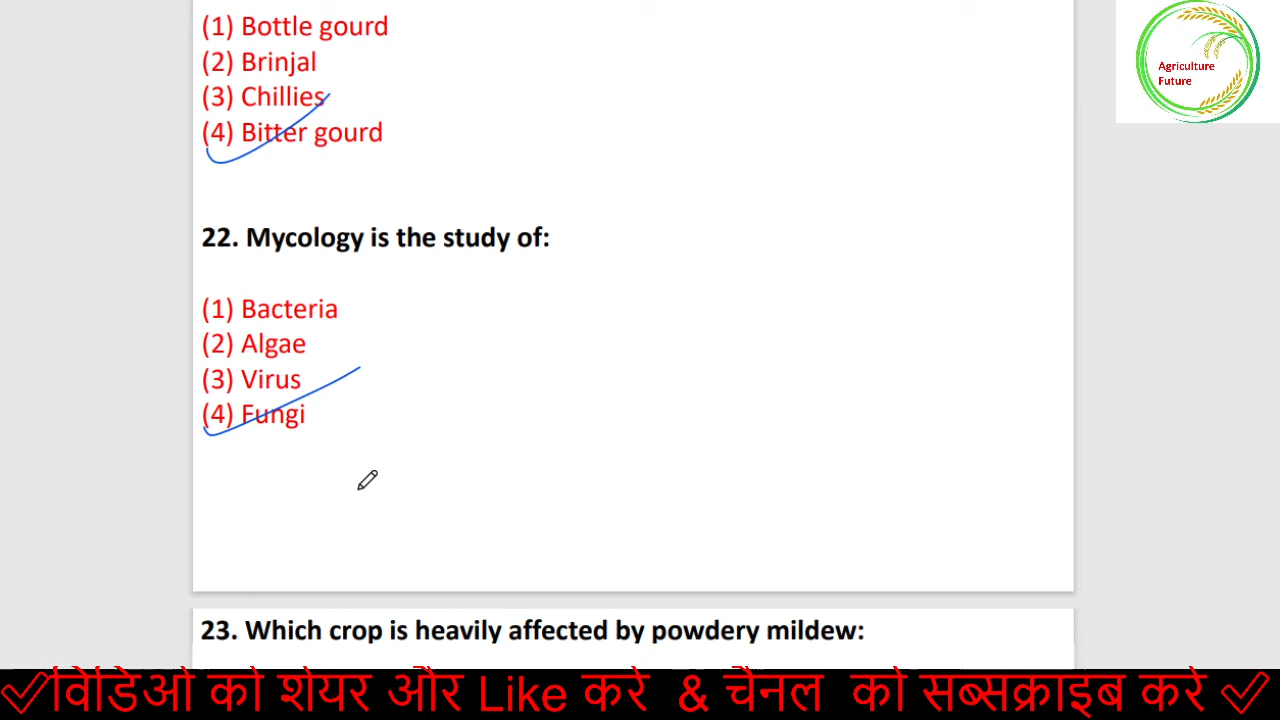 (1) Bottle gourd
(2) Brinjal
(3) Chillies
(4) Bitter gourd
Agriculture
Future
22. Mycology is the study of:
(1) Bacteria
(2) Algae
(3) Virus
(4) Fungi
23. Which crop is heavily affected by powdery mildew:
✓विडिओ को शेयर और Like करे & चैनल को सब्सक्राइब करे ✓